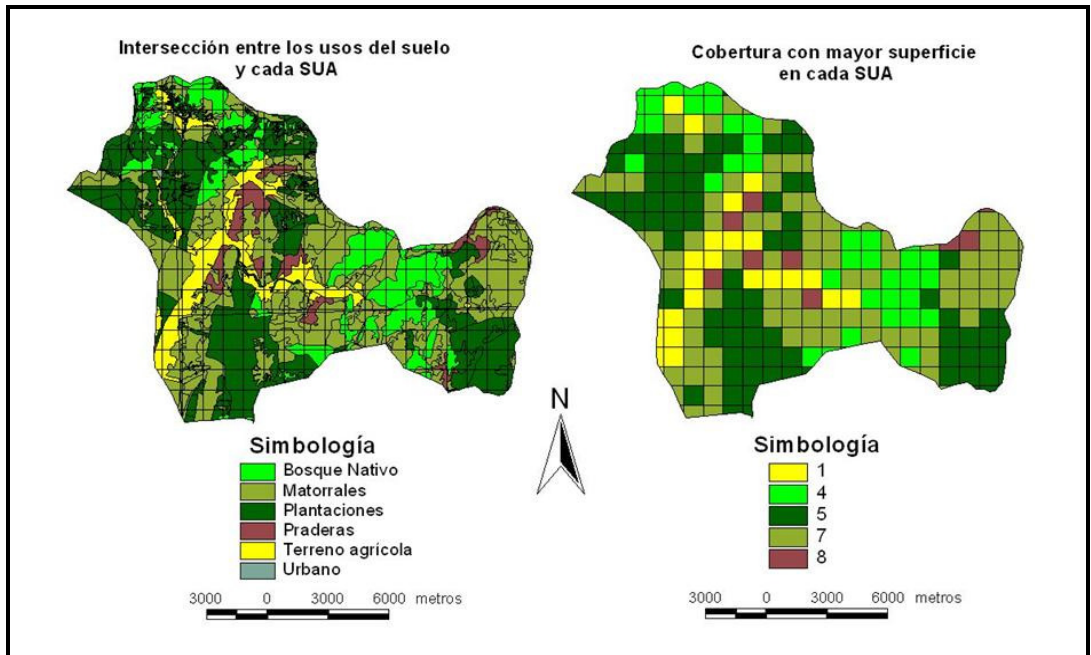 Intersección entre los usos del suelo
y cada SUA
Cobertura con mayor superficie
en cada SUA
N
Simbología
Bosque Nativo
Matorrales
Plantaciones
Praderas
Terreno agrícola
Urbano
3000 0 3000 6000 metros
Simbología
1
4
5
7
8
3000 0 3000 6000 metros